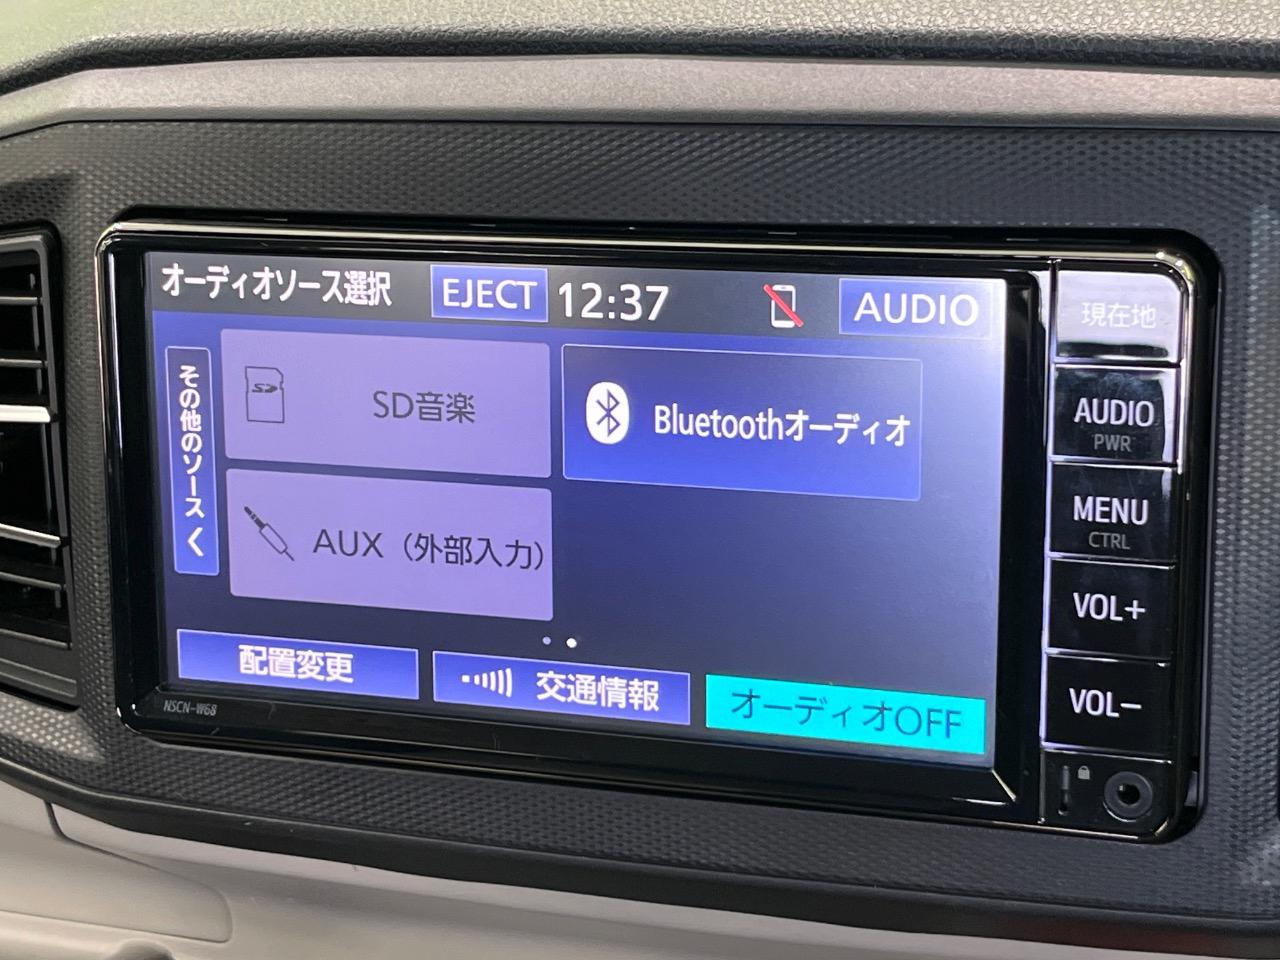 オーディオソース選択
EJECT
12:37
AUDIO
その他のソース く
SD
SD音楽
Bluetoothオーディオ
AUX（外部入力）
配置変更
交通情報
オーディオOFF
NSCN-W68
現在地
AUDIO
PWR
MENU
CTRL
VOL+
VOL−